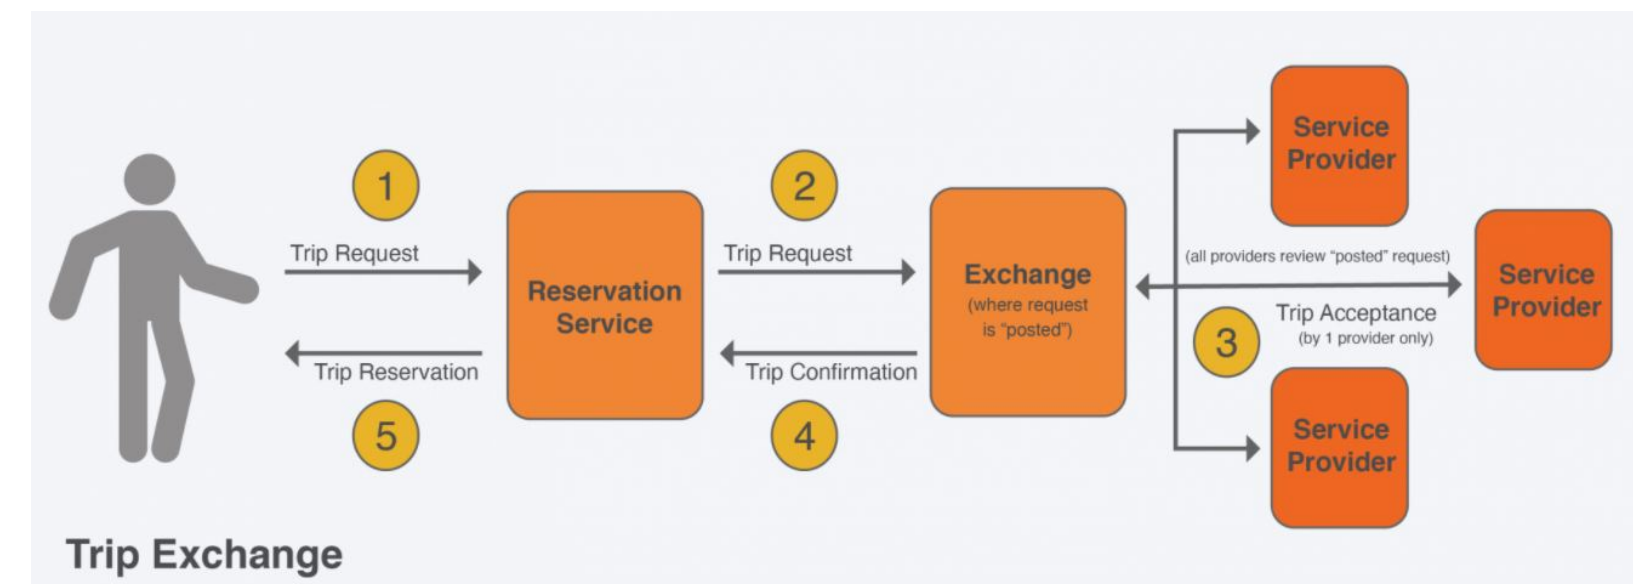 1
Trip Request
Reservation
Service
Trip Reservation
5
2
Trip Request
Exchange
(where request
is “posted”)
Trip Confirmation
4
Service
Provider
(all providers review “posted” request)
3
Trip Acceptance
(by 1 provider only)
Service
Provider
Service
Provider
Trip Exchange